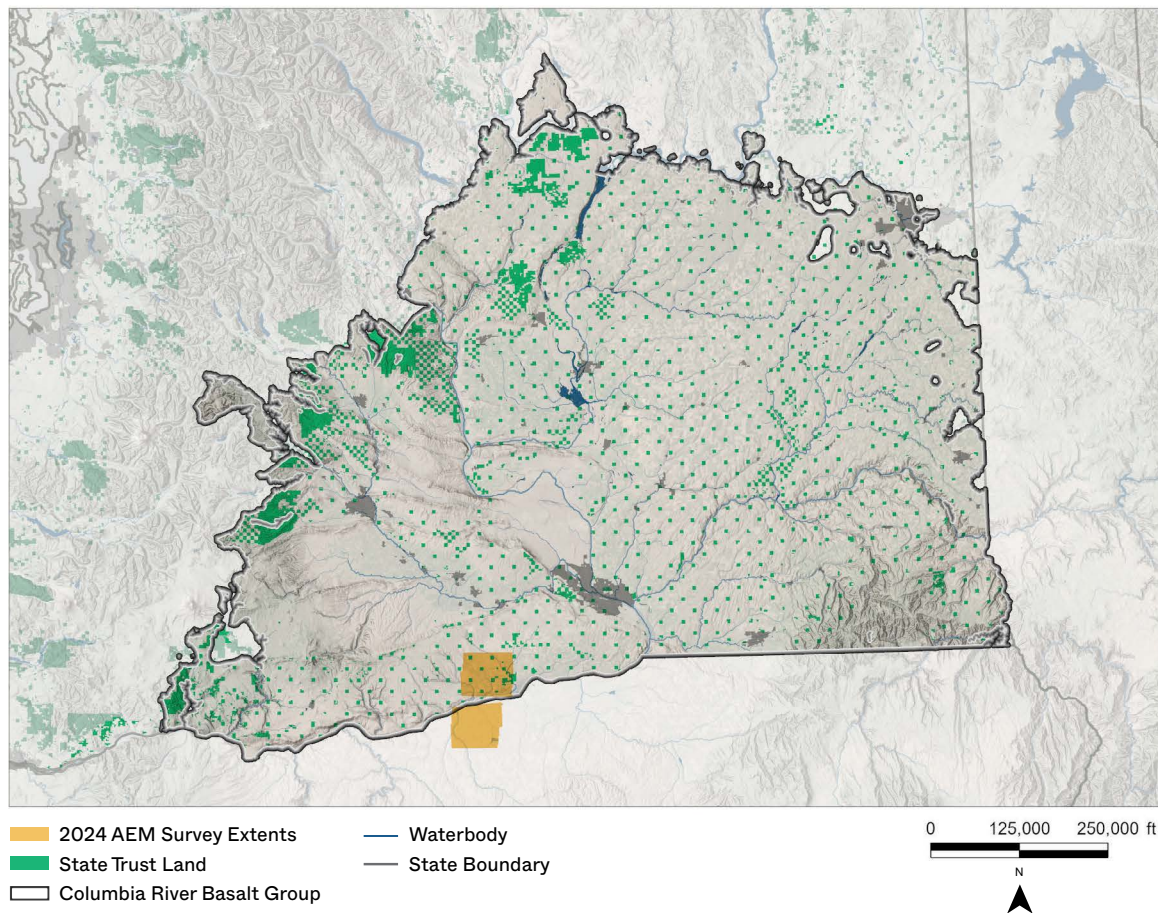 2024 AEM Survey Extents
State Trust Land
Columbia River Basalt Group
Waterbody
State Boundary
0 125,000 250,000 ft
N